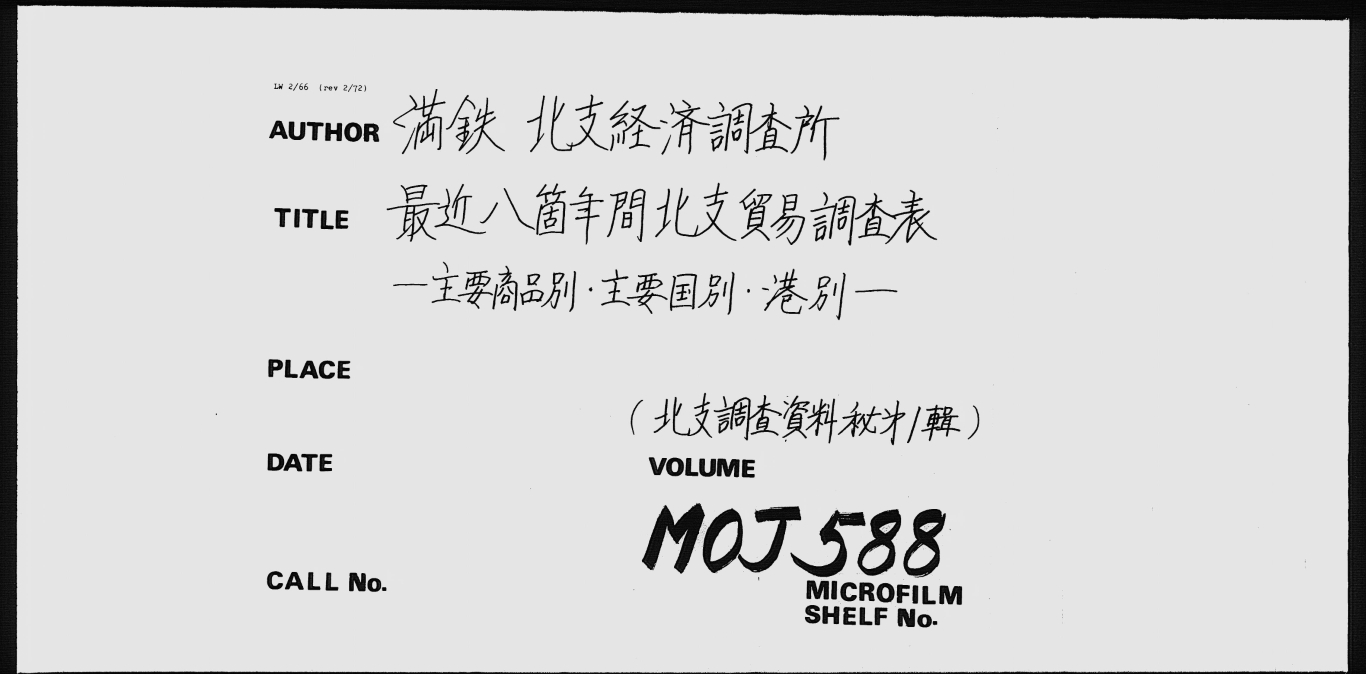 LW 2/66 (rev 2/72)
AUTHOR 満鉄 北支経済調査所
TITLE 最近八箇年間北支貿易調査表
—主要商品別・主要国別・港別—
PLACE
(北支調査資料秘才1輯)
DATE
VOLUME
MOJ 588
CALL No.
MICROFILM
SHELF No.